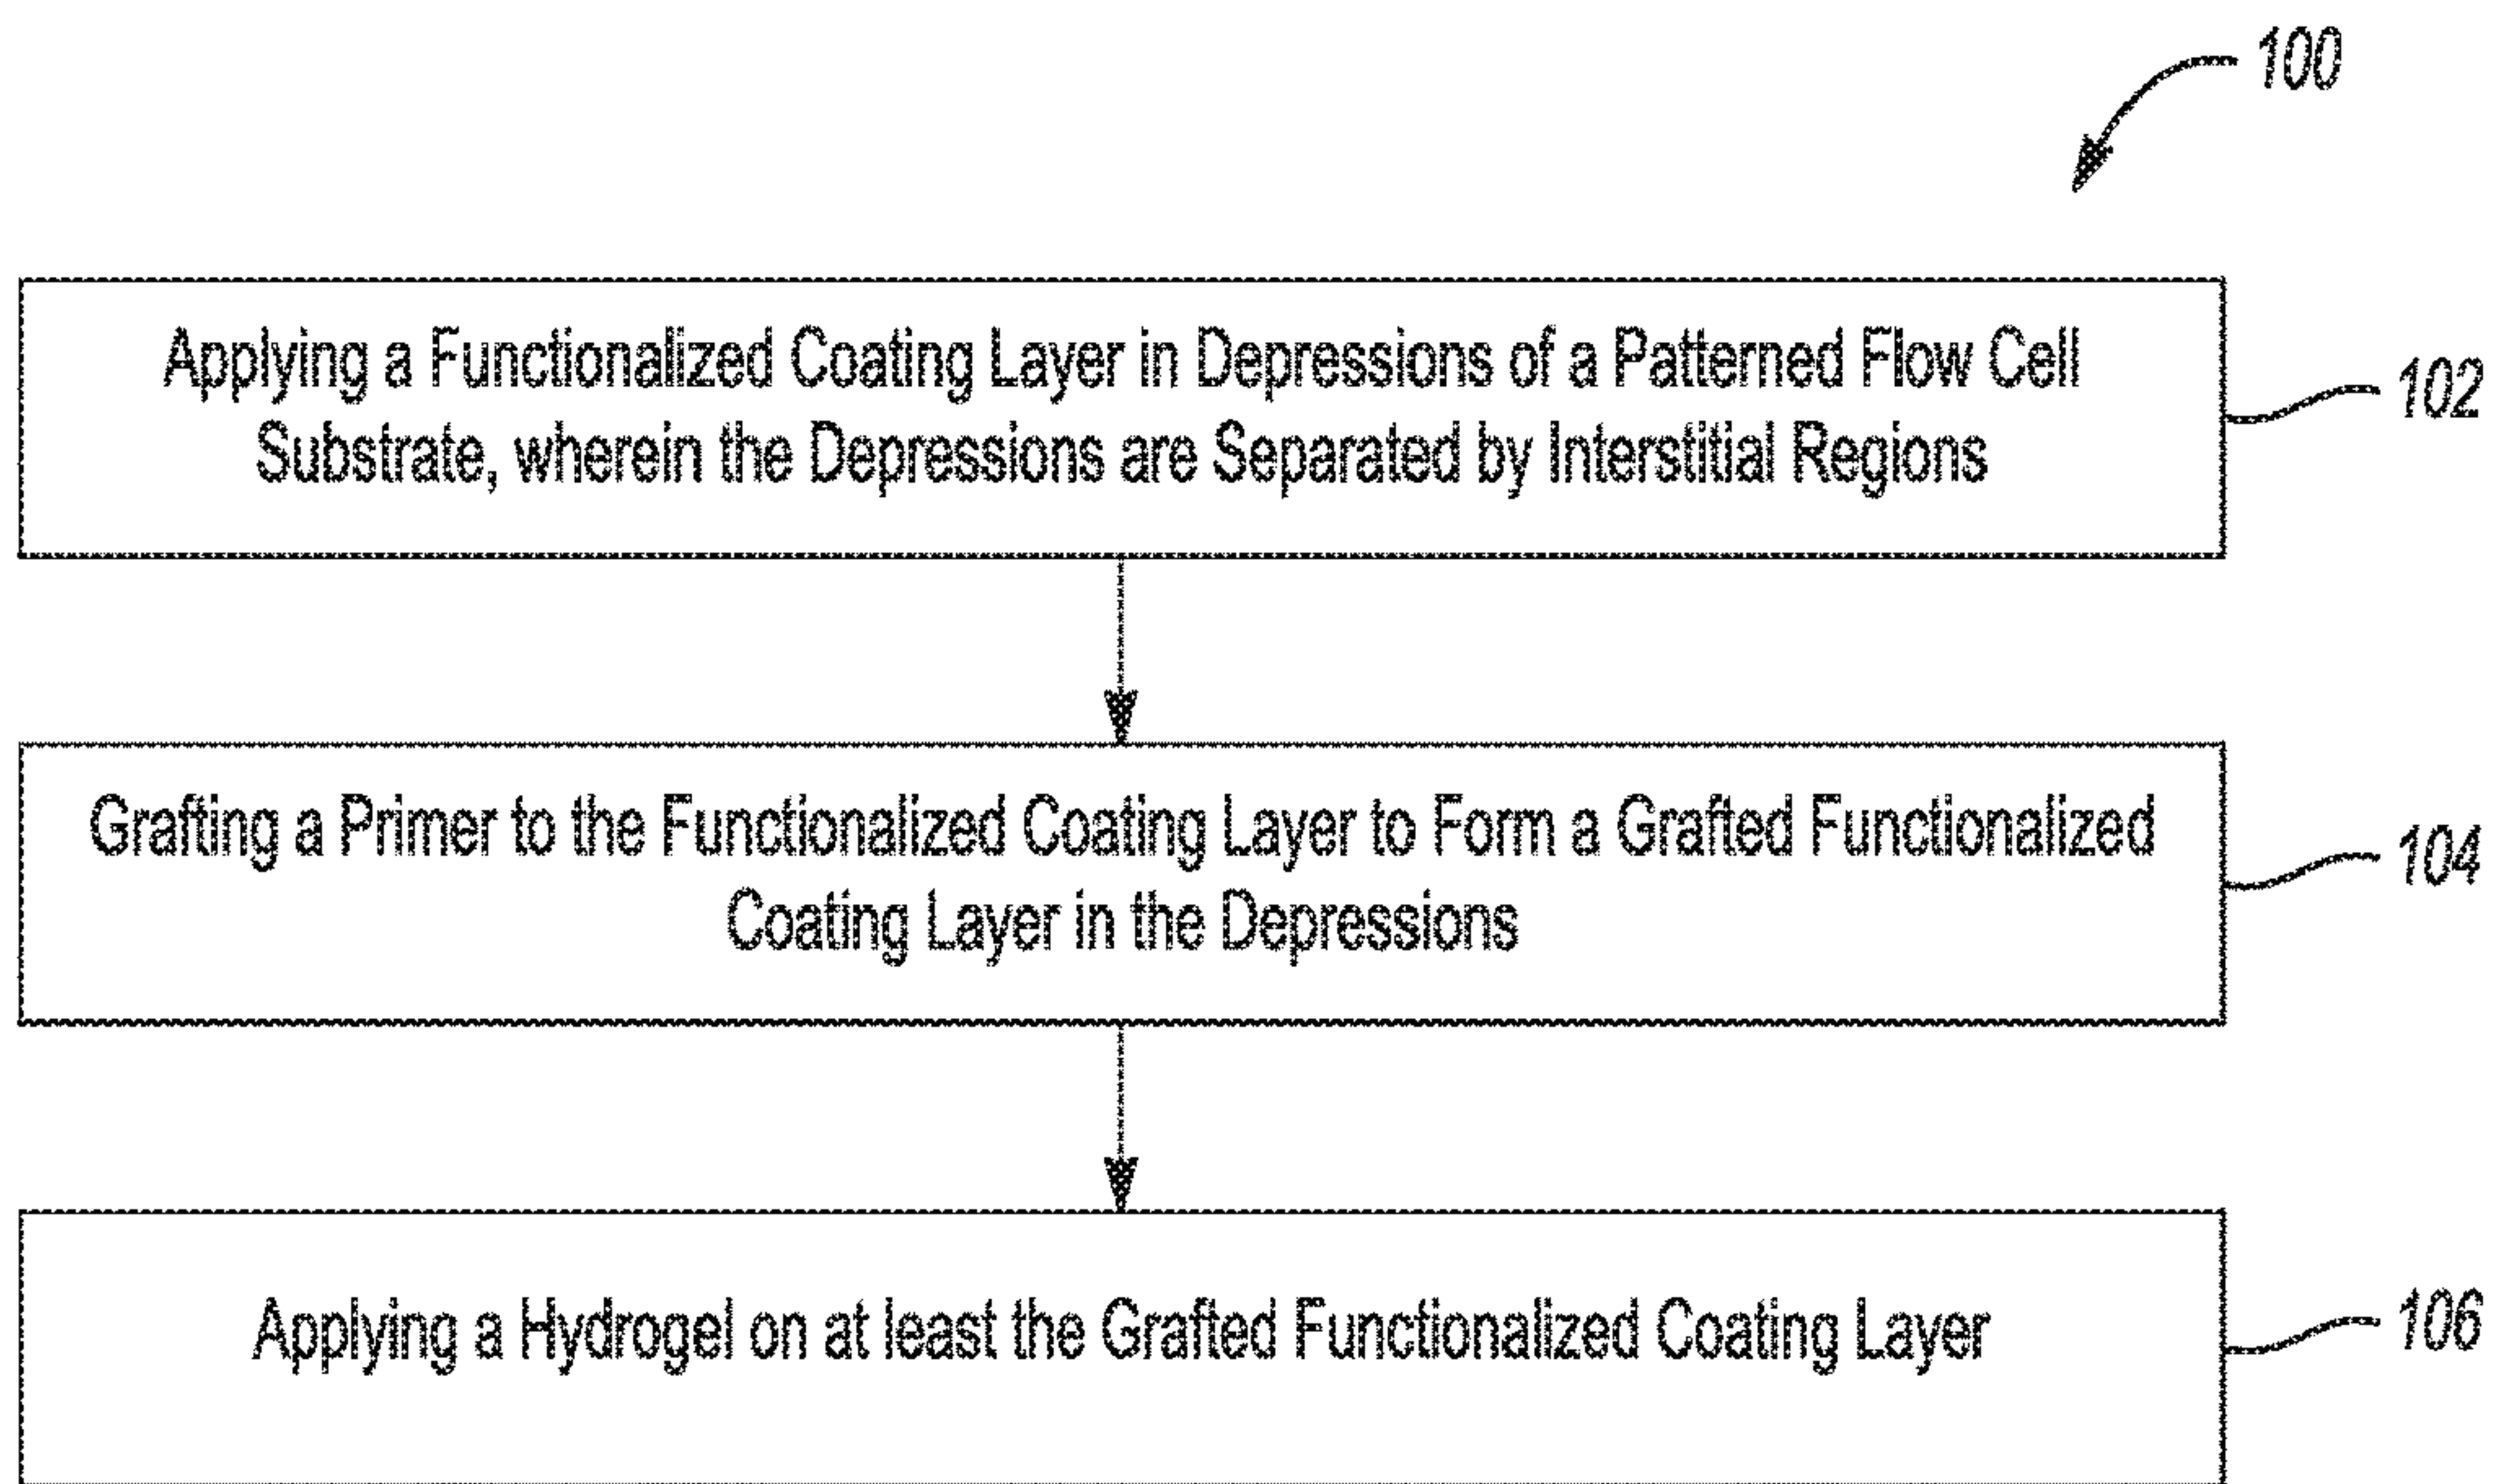 100
Applying a Functionalized Coating Layer in Depressions of a Patterned Flow Cell
Substrate, wherein the Depressions are Separated by Interstitial Regions
102
Grafting a Primer to the Functionalized Coating Layer to Form a Grafted Functionalized
Coating Layer in the Depressions
104
Applying a Hydrogel on at least the Grafted Functionalized Coating Layer
106